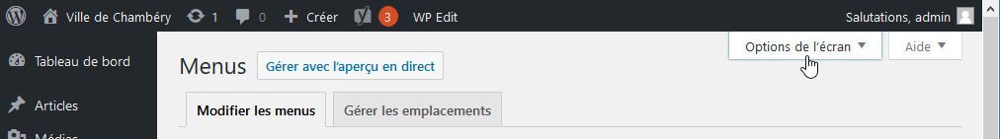 Ville de Chambéry 1 0 Créer 3 WP Edit Salutations, admin
Options de l'écran Aide
Tableau de bord
Menus Gérer avec l'aperçu en direct
Articles
Modifier les menus Gérer les emplacements
Médias